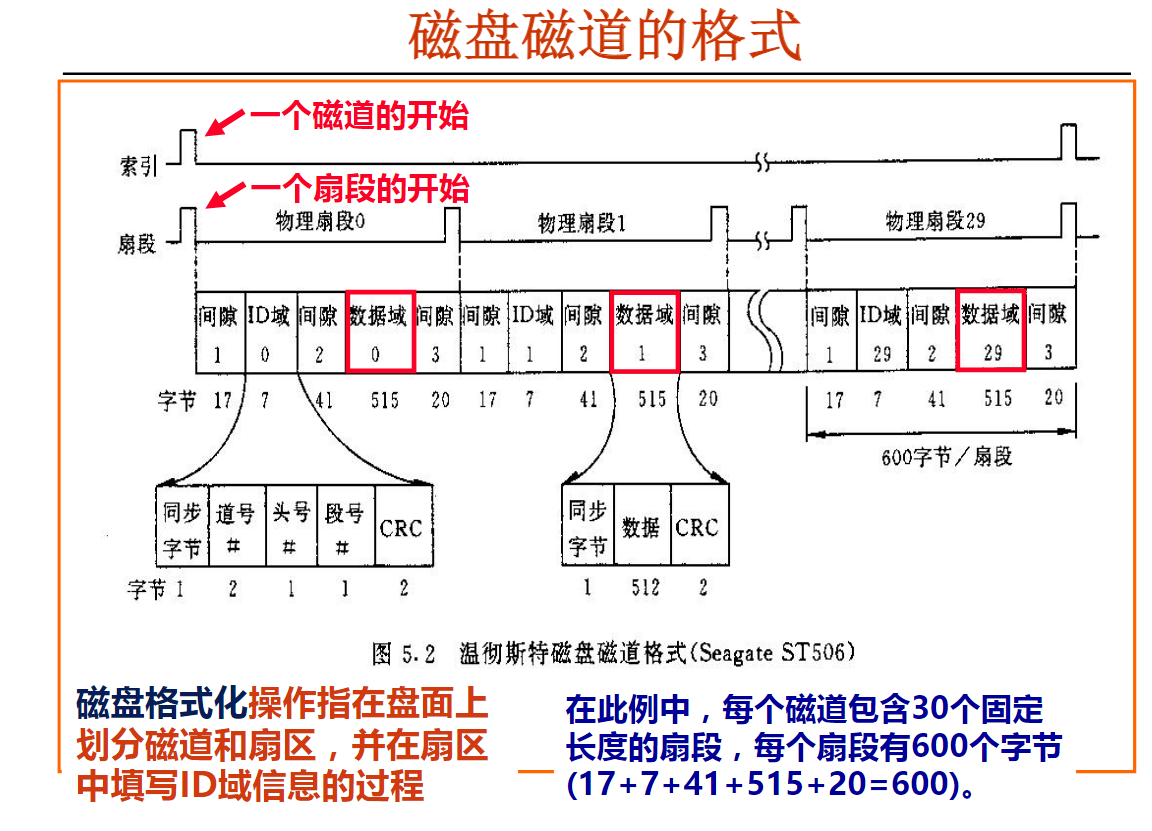 磁盘磁道的格式
一个磁道的开始
索引
一个扇段的开始
物理扇段0 物理扇段1 物理扇段29
扇段
间隙 ID域 间隙 数据域 间隙 间隙 ID域 间隙 数据域 间隙 间隙 ID域 间隙 数据域 间隙
1 0 2 0 3 1 1 2 1 3 1 29 2 29 3
字节 17 7 41 515 20 17 7 41 515 20 17 7 41 515 20
600字节/扇段
同步 道号 头号 段号 CRC 同步 数据 CRC
字节 # # # 字节
字节 1 2 1 1 2 1 512 2
图 5.2 温彻斯特磁盘磁道格式(Seagate ST506)
磁盘格式化操作指在盘面上
划分磁道和扇区，并在扇区
中填写ID域信息的过程
在此例中，每个磁道包含30个固定
长度的扇段，每个扇段有600个字节
(17+7+41+515+20=600)。